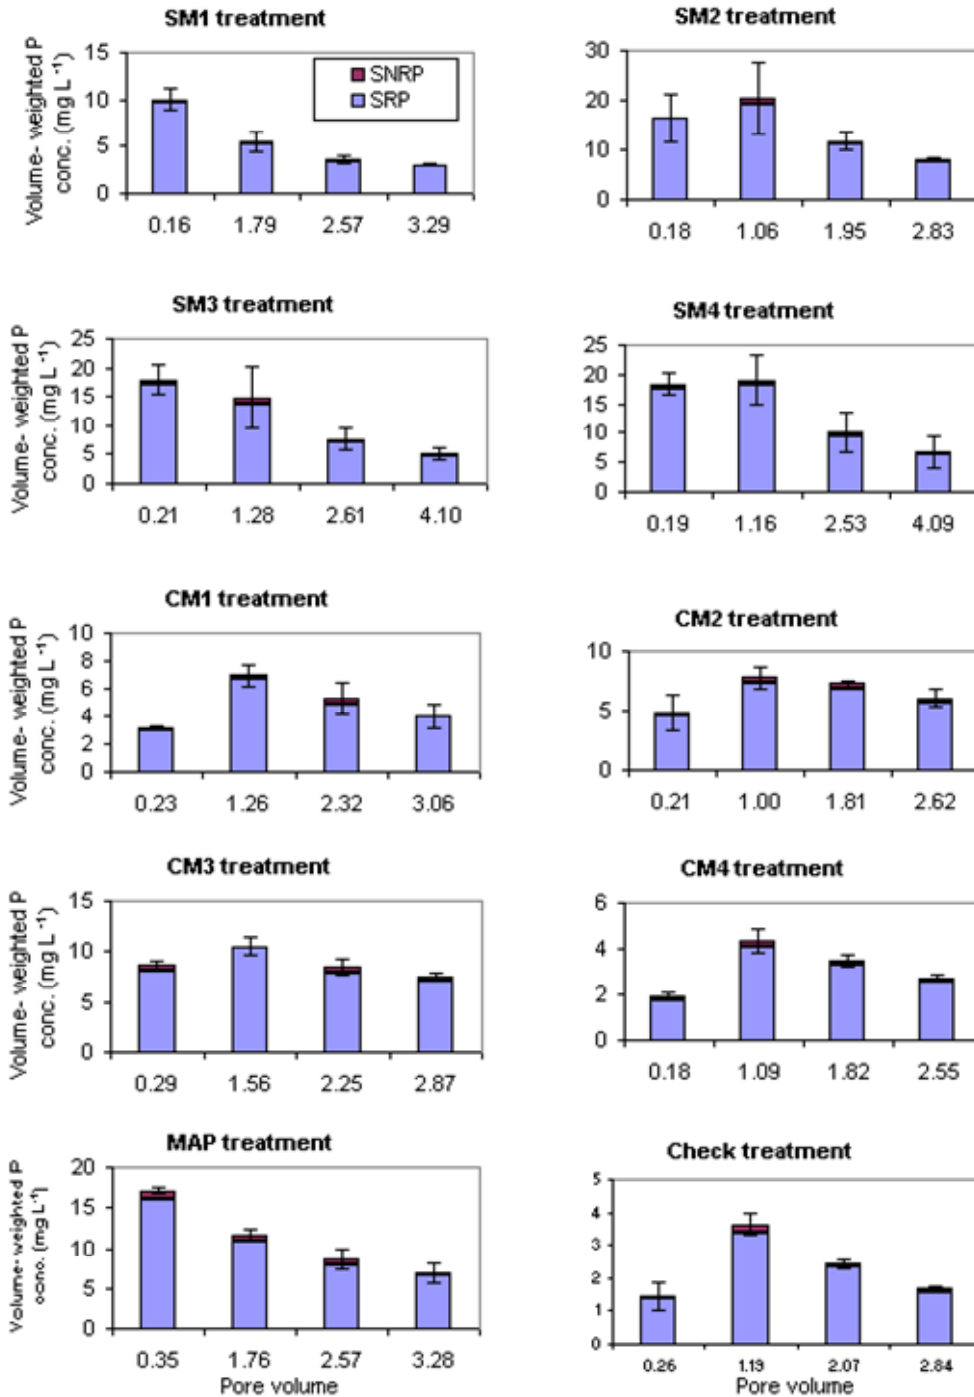 SM1 treatment
Volume- weighted P
conc. (mg L⁻¹)
15
10
5
0
SNRP
SRP
0.16 1.79 2.57 3.29
SM2 treatment
30
20
10
0
0.18 1.06 1.95 2.83
SM3 treatment
Volume- weighted P
conc. (mg L⁻¹)
25
20
15
10
5
0
0.21 1.28 2.61 4.10
SM4 treatment
25
20
15
10
5
0
0.19 1.16 2.53 4.09
CM1 treatment
Volume- weighted P
conc. (mg L⁻¹)
10
8
6
4
2
0
0.23 1.26 2.32 3.06
CM2 treatment
10
5
0
0.21 1.00 1.81 2.62
CM3 treatment
Volume- weighted P
conc. (mg L⁻¹)
15
10
5
0
0.29 1.56 2.25 2.87
CM4 treatment
6
4
2
0
0.18 1.09 1.82 2.55
MAP treatment
Volume- weighted P
conc. (mg L⁻¹)
20
15
10
5
0
0.35 1.76 2.57 3.28
Pore volume
Check treatment
5
4
3
2
1
0
0.26 1.19 2.07 2.84
Pore volume